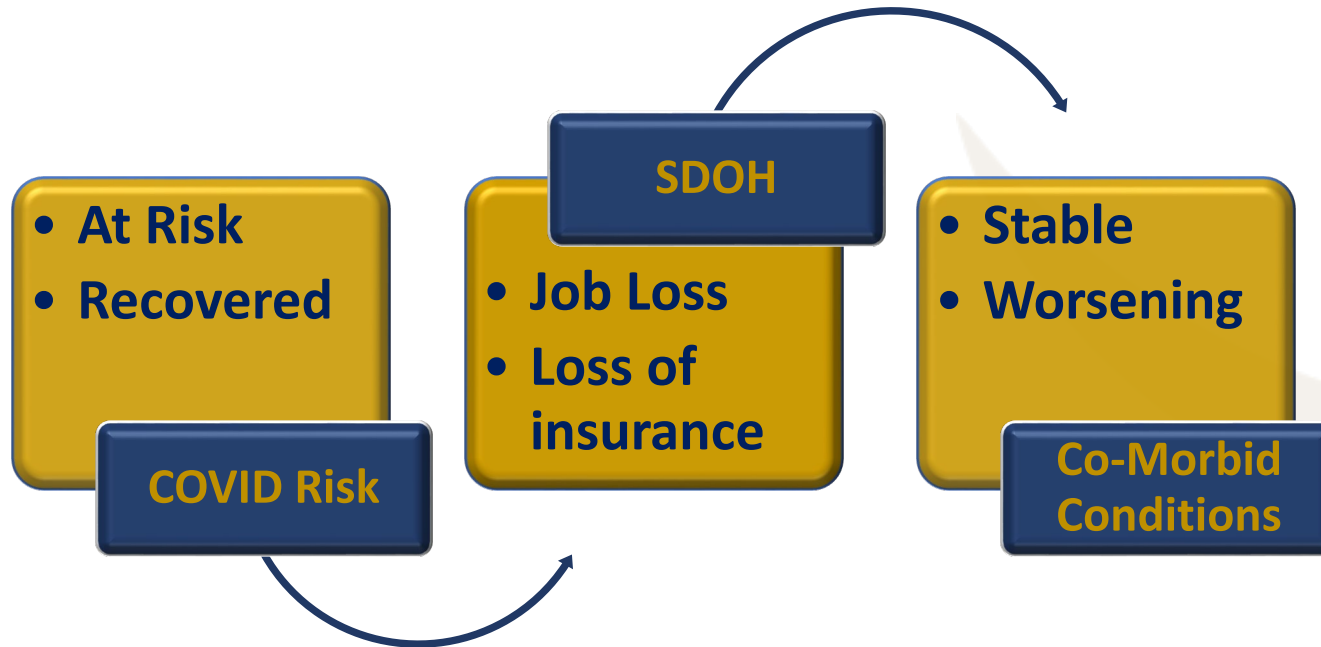 • At Risk
• Recovered
COVID Risk
SDOH
• Job Loss
• Loss of
insurance
• Stable
• Worsening
Co-Morbid
Conditions